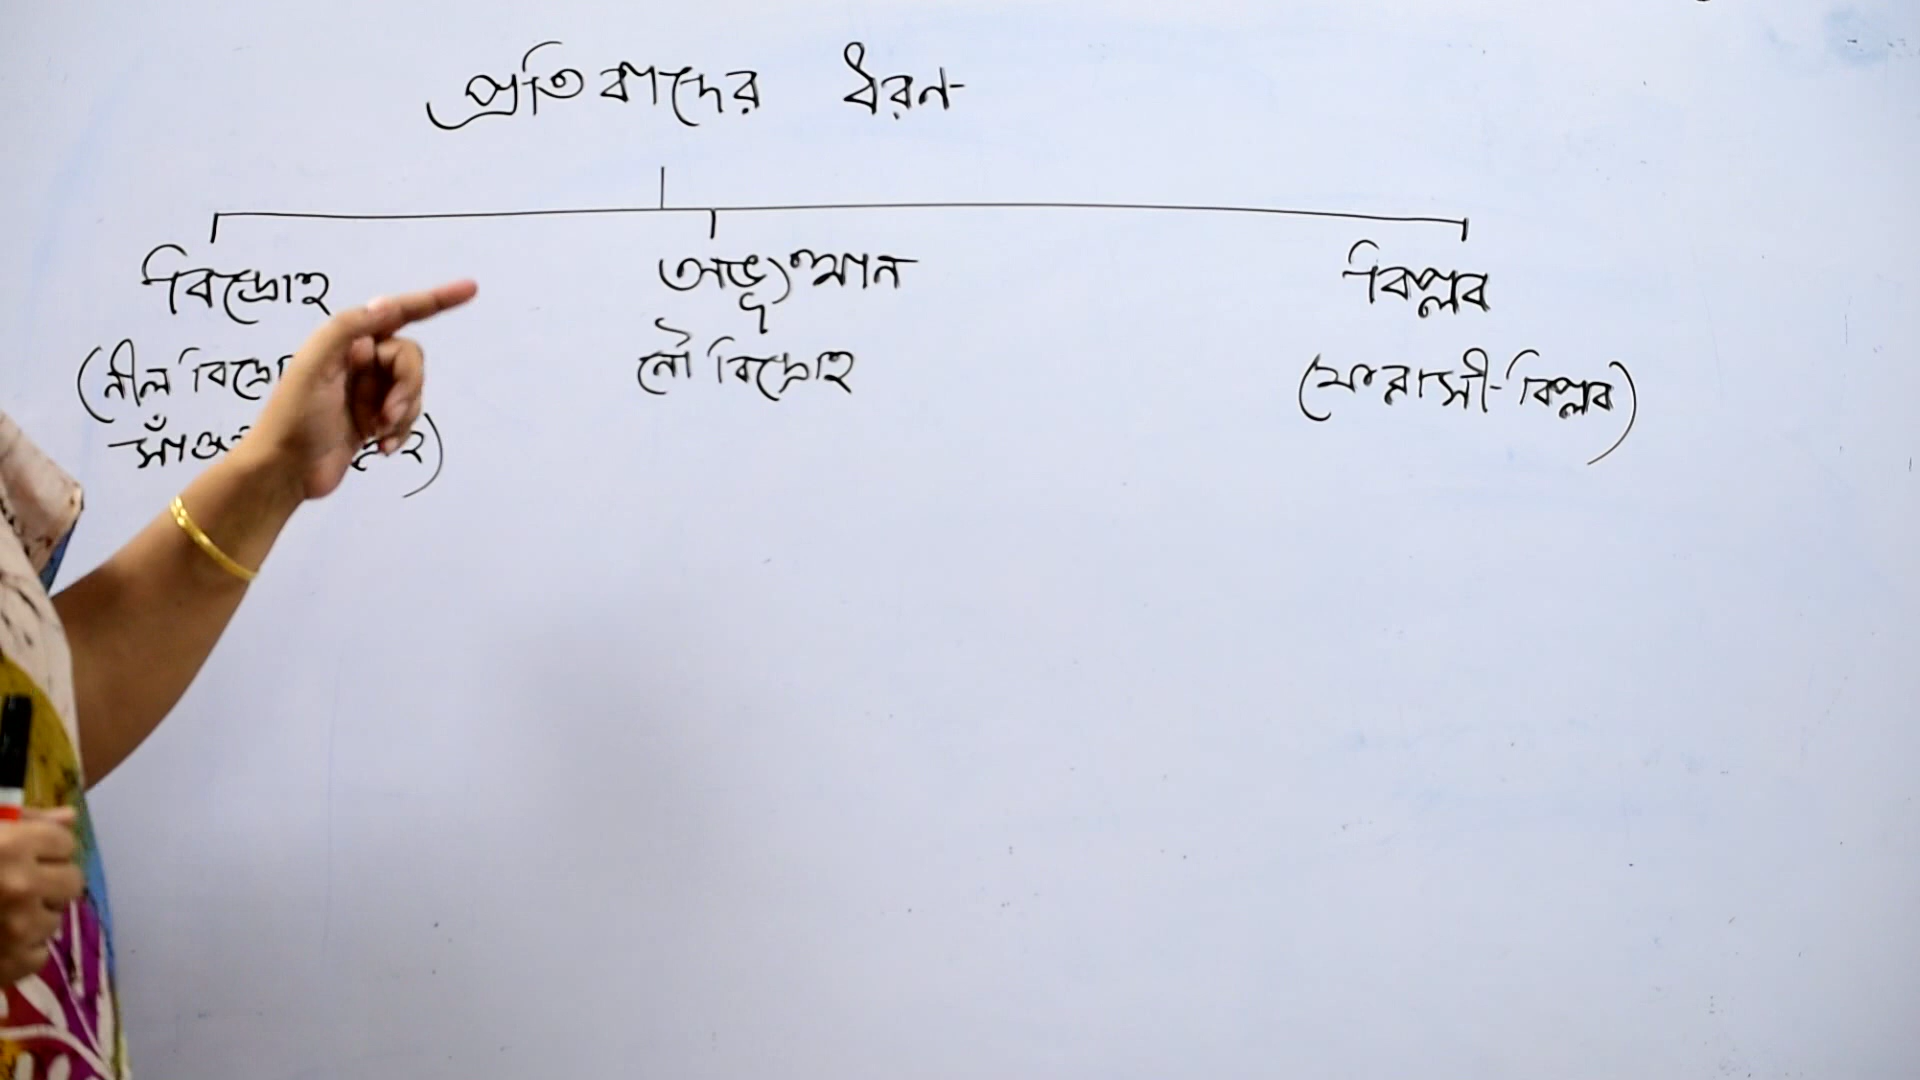 প্রতিবাদের ধরন
বিদ্রোহ
অভ্যুত্থান
বিপ্লব
(নীল
নৌ বিদ্রোহ
(ফরাসী বিপ্লব)